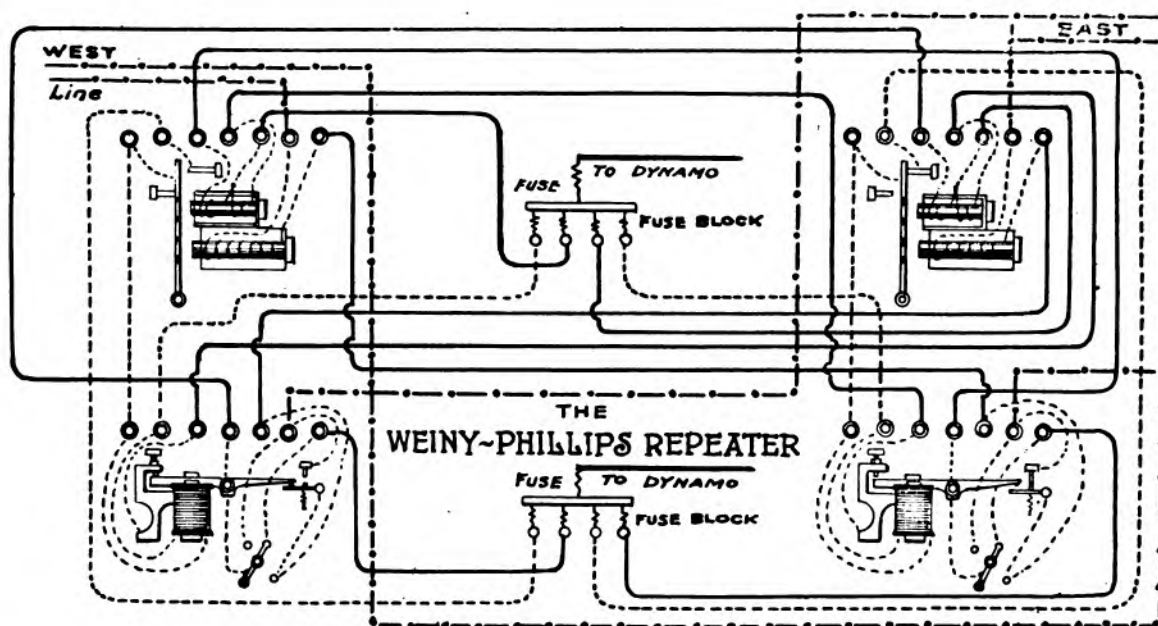 WEST
Line
EAST
TO DYNAMO
FUSE
FUSE BLOCK
THE
WEINY~PHILLIPS REPEATER
FUSE TO DYNAMO
FUSE BLOCK